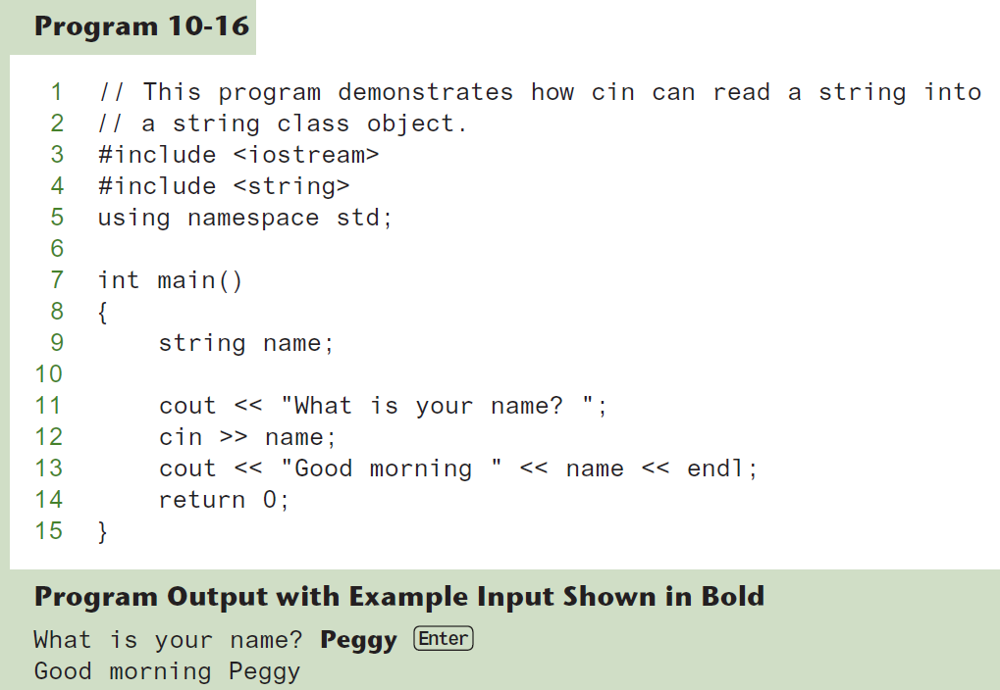 Program 10-16
1 // This program demonstrates how cin can read a string into
2 // a string class object.
3 #include <iostream>
4 #include <string>
5 using namespace std;
6
7 int main()
8 {
9     string name;
10
11     cout << "What is your name? ";
12     cin >> name;
13     cout << "Good morning " << name << endl;
14     return 0;
15 }
Program Output with Example Input Shown in Bold
What is your name? Peggy Enter
Good morning Peggy